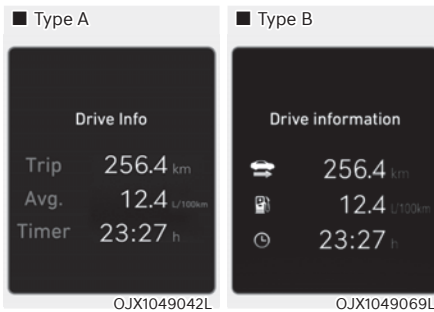 ■ Type A
Drive Info
Trip 256.4 km
Avg. 12.4 L/100km
Timer 23:27 h
OJX1049042L
■ Type B
Drive information
256.4 km
12.4 L/100km
23:27 h
OJX1049069L